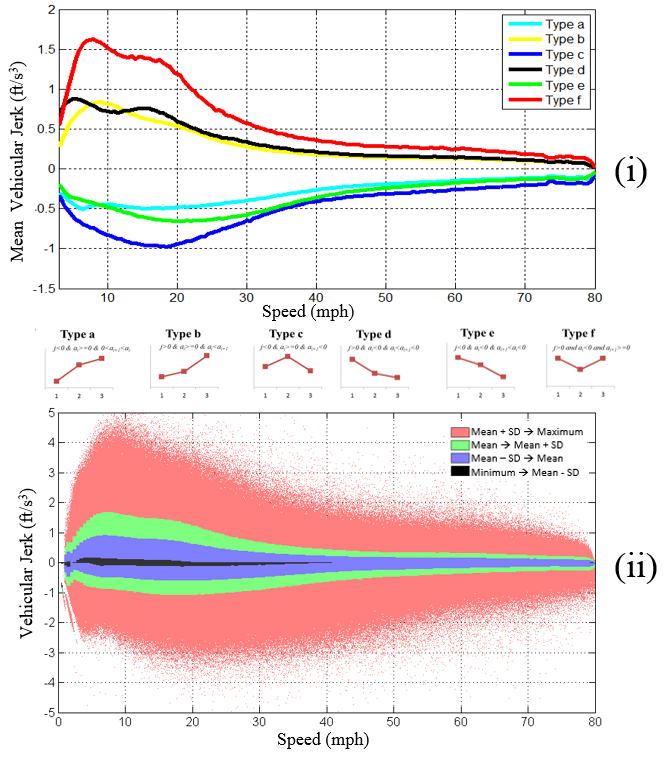 2
1.5
1
0.5
0
-0.5
-1
-1.5
Mean Vehicular Jerk (ft/s³)
Type a
Type b
Type c
Type d
Type e
Type f
10 20 30 40 50 60 70 80
Speed (mph)
(i)
Type a Type b Type c Type d Type e Type f
1 2 3 1 2 3 1 2 3 1 2 3 1 2 3 1 2 3
5
4
3
2
1
0
-1
-2
-3
-4
-5
Vehicular Jerk (ft/s³)
Mean + SD → Maximum
Mean → Mean + SD
Mean – SD → Mean
Minimum → Mean - SD
0 10 20 30 40 50 60 70 80
Speed (mph)
(ii)